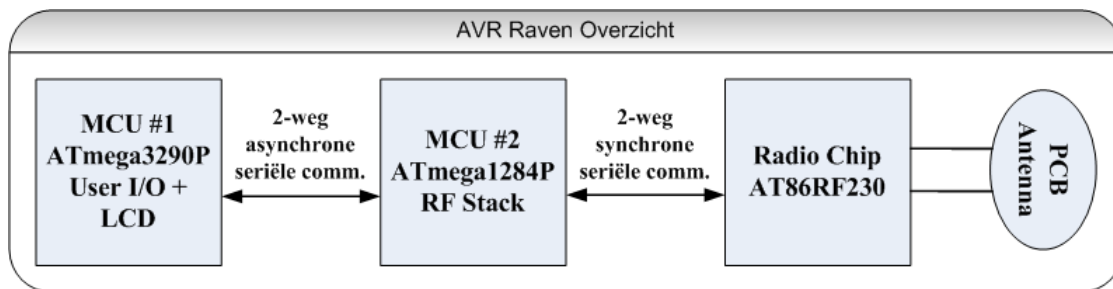 AVR Raven Overzicht
MCU #1
ATmega3290P
User I/O +
LCD
2-weg
asynchrone
seriële comm.
MCU #2
ATmega1284P
RF Stack
2-weg
synchrone
seriële comm.
Radio Chip
AT86RF230
PCB
Antenna